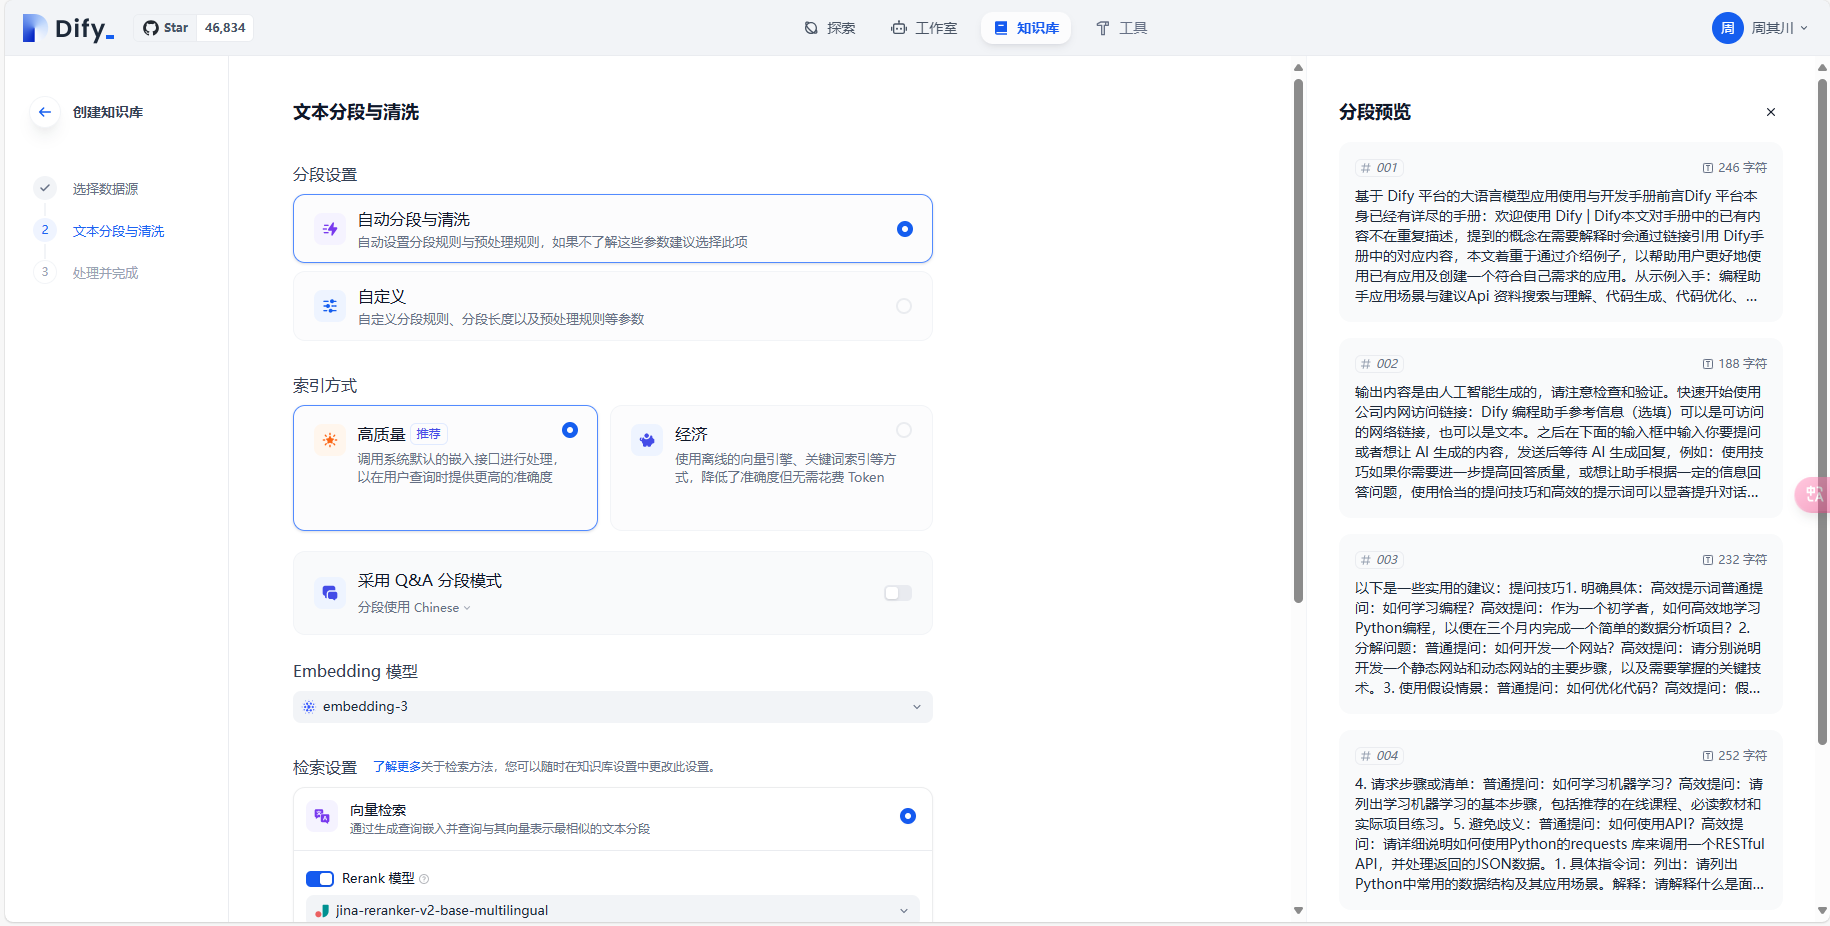 Dify_
Star 46,834
探索
工作室
知识库
工具
周 周其川
创建知识库
选择数据源
2 文本分段与清洗
3 处理并完成
文本分段与清洗
分段设置
自动分段与清洗
自动设置分段规则与预处理规则，如果不了解这些参数建议选择此项
自定义
自定义分段规则、分段长度以及预处理规则等参数
索引方式
高质量 推荐
调用系统默认的嵌入接口进行处理，
以在用户查询时提供更高的准确度
经济
使用离线的向量引擎、关键词索引等方
式，降低了准确度但无需花费 Token
采用 Q&A 分段模式
分段使用 Chinese
Embedding 模型
embedding-3
检索设置 了解更多关于检索方法，您可以随时在知识库设置中更改此设置。
向量检索
通过生成查询嵌入并查询与其向量表示最相似的文本分段
Rerank 模型
jina-reranker-v2-base-multilingual
分段预览
# 001 246 字符
基于 Dify 平台的大语言模型应用使用与开发手册前言Dify 平台本
身已经有详尽的手册：欢迎使用 Dify | Dify本文对手册中的已有内
容不在重复描述，提到的概念在需要解释时会通过链接引用 Dify手
册中的对应内容，本文着重于通过介绍例子，以帮助用户更好地使
用已有应用及创建一个符合自己需求的应用。从示例入手：编程助
手应用场景与建议Api 资料搜索与理解、代码生成、代码优化、...
# 002 188 字符
输出内容是由人工智能生成的，请注意检查和验证。快速开始使用
公司内网访问链接：Dify 编程助手参考信息（选填）可以是可访问
的网络链接，也可以是文本。之后在下面的输入框中输入你要提问
或者想让 AI 生成的内容，发送后等待 AI 生成回复，例如：使用技
巧如果你需要进一步提高回答质量，或想让助手根据一定的信息回
答问题，使用恰当的提问技巧和高效的提示词可以显著提升对话...
# 003 232 字符
以下是一些实用的建议：提问技巧1. 明确具体：高效提示词普通提
问：如何学习编程？高效提问：作为一个初学者，如何高效地学习
Python编程，以便在三个月内完成一个简单的数据分析项目？2.
分解问题：普通提问：如何开发一个网站？高效提问：请分别说明
开发一个静态网站和动态网站的主要步骤，以及需要掌握的关键技
术。3. 使用假设情景：普通提问：如何优化代码？高效提问：假...
# 004 252 字符
4. 请求步骤或清单：普通提问：如何学习机器学习？高效提问：请
列出学习机器学习的基本步骤，包括推荐的在线课程、必读教材和
实际项目练习。5. 避免歧义：普通提问：如何使用API？高效提
问：请详细说明如何使用Python的requests 库来调用一个RESTful
API，并处理返回的JSON数据。1. 具体指令词：列出：请列出
Python中常用的数据结构及其应用场景。解释：请解释什么是面...